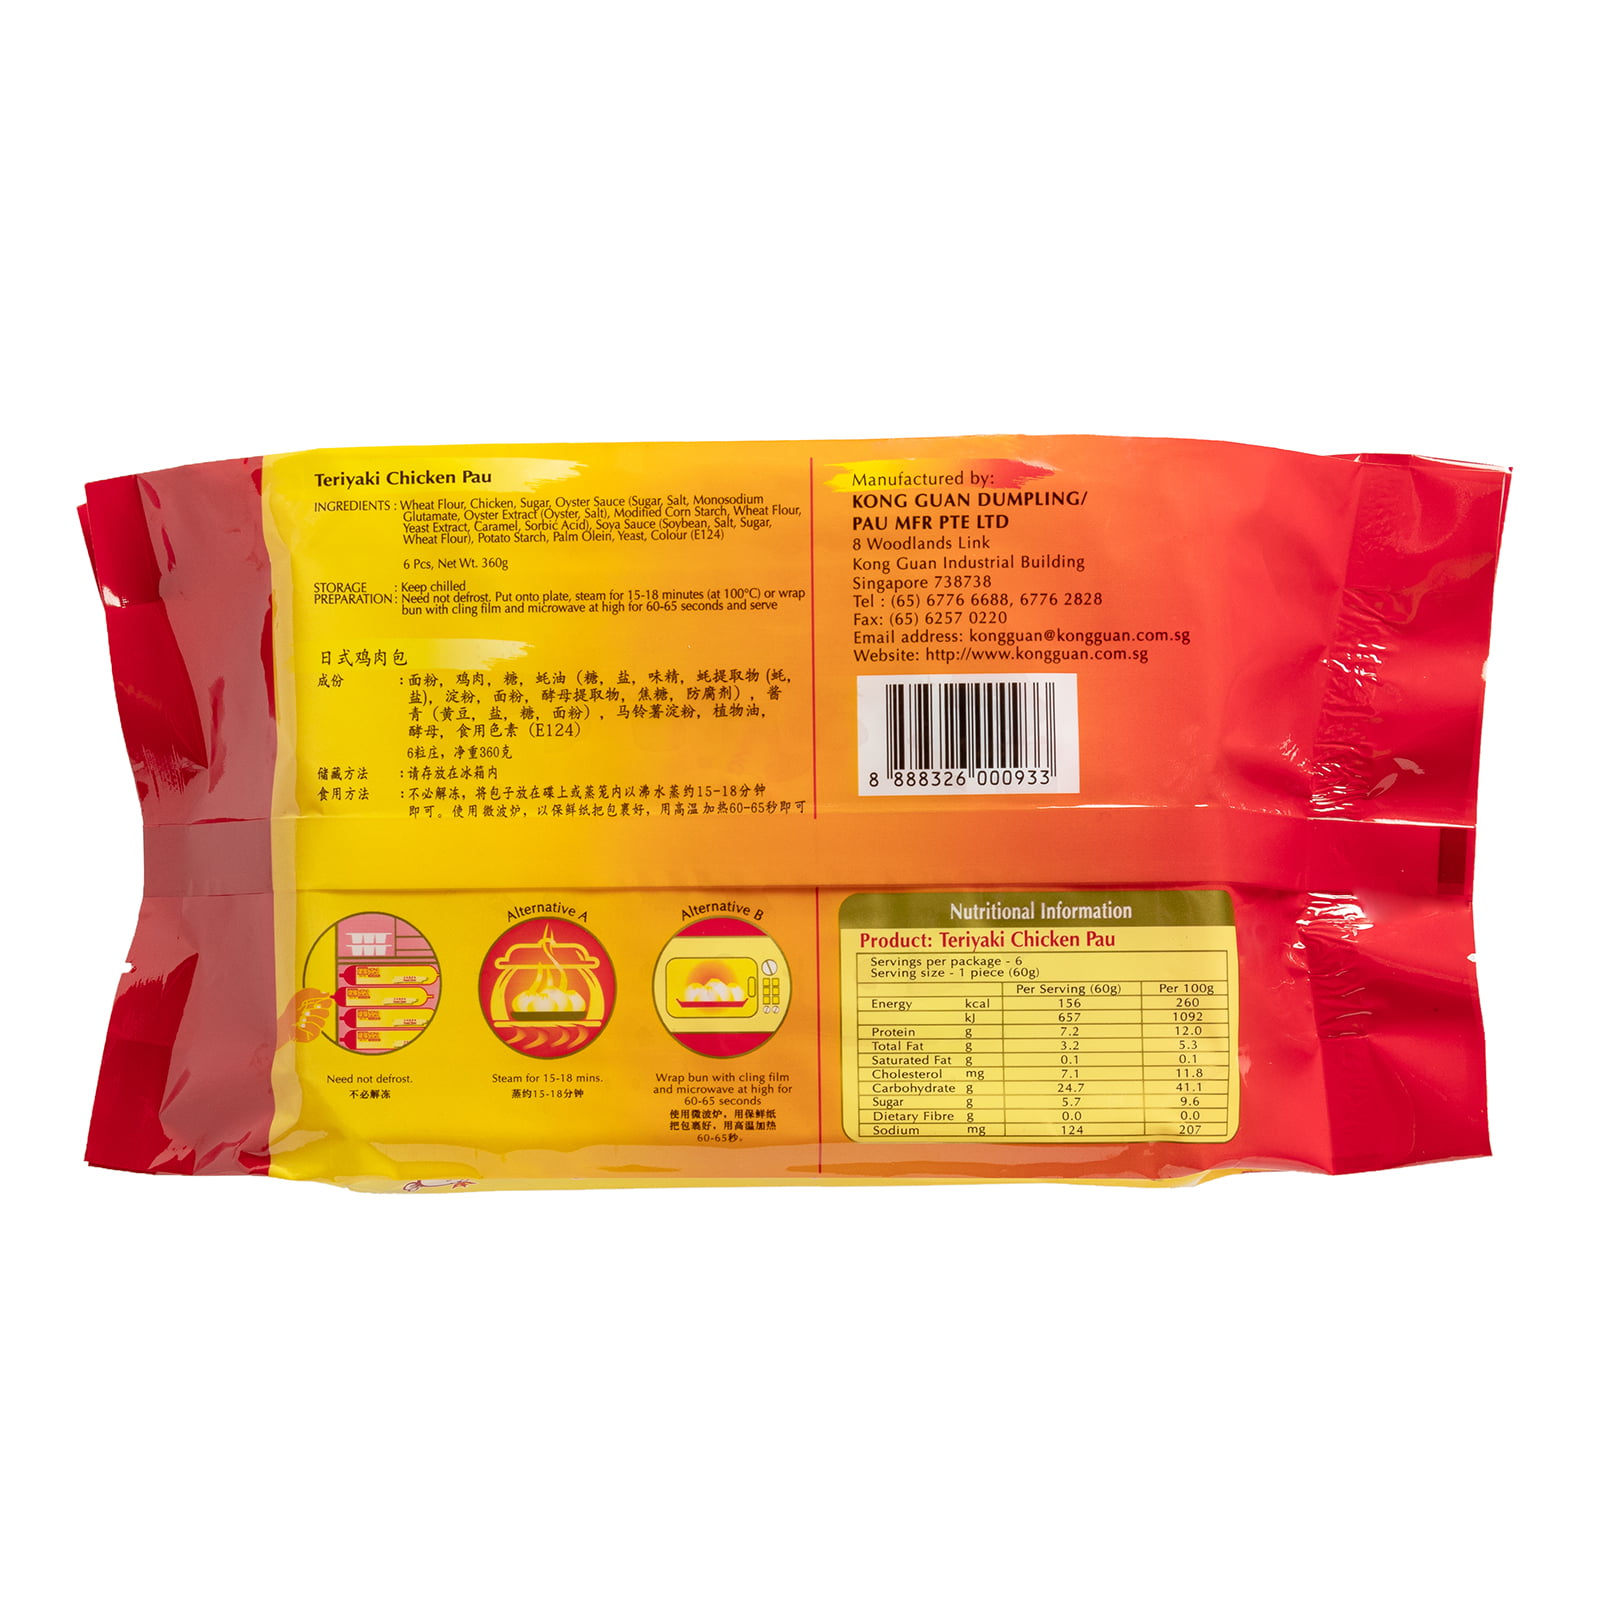 Teriyaki Chicken Pau
INGREDIENTS : Wheat Flour, Chicken, Sugar, Oyster Sauce (Sugar, Salt, Monosodium
Glutamate, Oyster Extract (Oyster, Salt), Modified Corn Starch, Wheat Flour,
Yeast Extract, Caramel, Sorbic Acid), Soya Sauce (Soybean, Salt, Sugar,
Wheat Flour), Potato Starch, Palm Olein, Yeast, Colour (E124)
6 Pcs, Net Wt. 360g
STORAGE : Keep chilled
PREPARATION : Need not defrost. Put onto plate, steam for 15-18 minutes (at 100°C) or wrap
bun with cling film and microwave at high for 60-65 seconds and serve
日式鸡肉包
成份 : 面粉, 鸡肉, 糖, 蚝油 (糖, 盐, 味精, 蚝提取物 (蚝,
盐), 淀粉, 面粉, 酵母提取物, 焦糖, 防腐剂) , 酱
青 (黄豆, 盐, 糖, 面粉) , 马铃薯淀粉, 植物油,
酵母, 食用色素 (E124)
6粒庄, 净重360克
储藏方法 : 请存放在冰箱内
食用方法 : 不必解冻, 将包子放在碟上或蒸笼内以沸水蒸约15-18分钟
即可。使用微波炉, 以保鲜纸把包裹好, 用高温加热60-65秒即可
Manufactured by:
KONG GUAN DUMPLING/
PAU MFR PTE LTD
8 Woodlands Link
Kong Guan Industrial Building
Singapore 738738
Tel : (65) 6776 6688, 6776 2828
Fax: (65) 6257 0220
Email address: kongguan@kongguan.com.sg
Website: http://www.kongguan.com.sg
8 888326 000933
Alternative A
Alternative B
Need not defrost.
不必解冻
Steam for 15-18 mins.
蒸约15-18分钟
Wrap bun with cling film
and microwave at high for
60-65 seconds
使用微波炉, 用保鲜纸
把包裹好, 用高温加热
60-65秒。
Nutritional Information
Product: Teriyaki Chicken Pau
Servings per package - 6
Serving size - 1 piece (60g)
Per Serving (60g) Per 100g
Energy kcal 156 260
kJ 657 1092
Protein g 7.2 12.0
Total Fat g 3.2 5.3
Saturated Fat g 0.1 0.1
Cholesterol mg 7.1 11.8
Carbohydrate g 24.7 41.1
Sugar g 5.7 9.6
Dietary Fibre g 0.0 0.0
Sodium mg 124 207